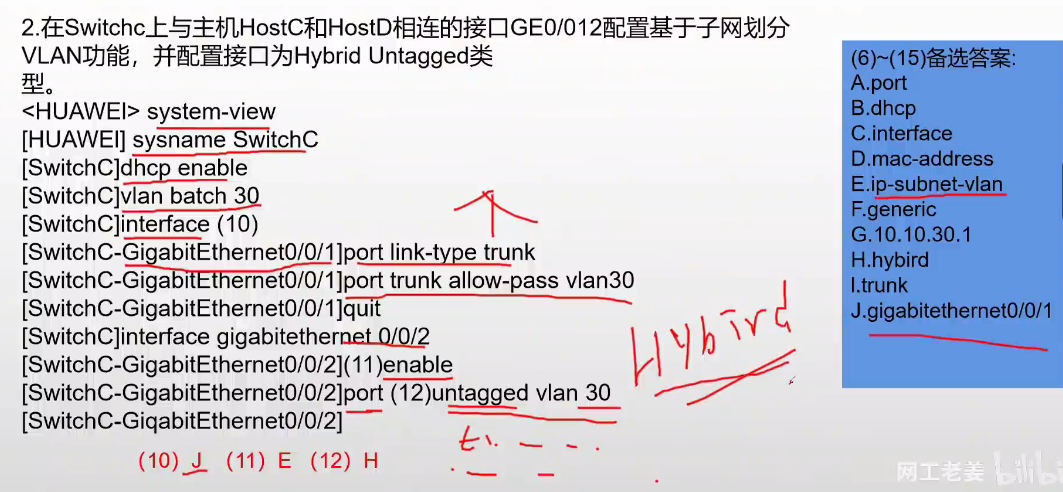 2.在Switchc上与主机HostC和HostD相连的接口GE0/012配置基于子网划分
VLAN功能，并配置接口为Hybrid Untagged类
型。
<HUAWEI> system-view
[HUAWEI] sysname SwitchC
[SwitchC]dhcp enable
[SwitchC]vlan batch 30
[SwitchC]interface (10)
[SwitchC-GigabitEthernet0/0/1]port link-type trunk
[SwitchC-GigabitEthernet0/0/1]port trunk allow-pass vlan30
[SwitchC-GigabitEthernet0/0/1]quit
[SwitchC]interface gigabitethernet 0/0/2
[SwitchC-GigabitEthernet0/0/2](11)enable
[SwitchC-GigabitEthernet0/0/2]port (12)untagged vlan 30
[SwitchC-GiqabitEthernet0/0/2]
(10) J (11) E (12) H
Hybird
(6)~(15)备选答案:
A.port
B.dhcp
C.interface
D.mac-address
E.ip-subnet-vlan
F.generic
G.10.10.30.1
H.hybird
I.trunk
J.gigabitethernet0/0/1
网工老姜 bilibi